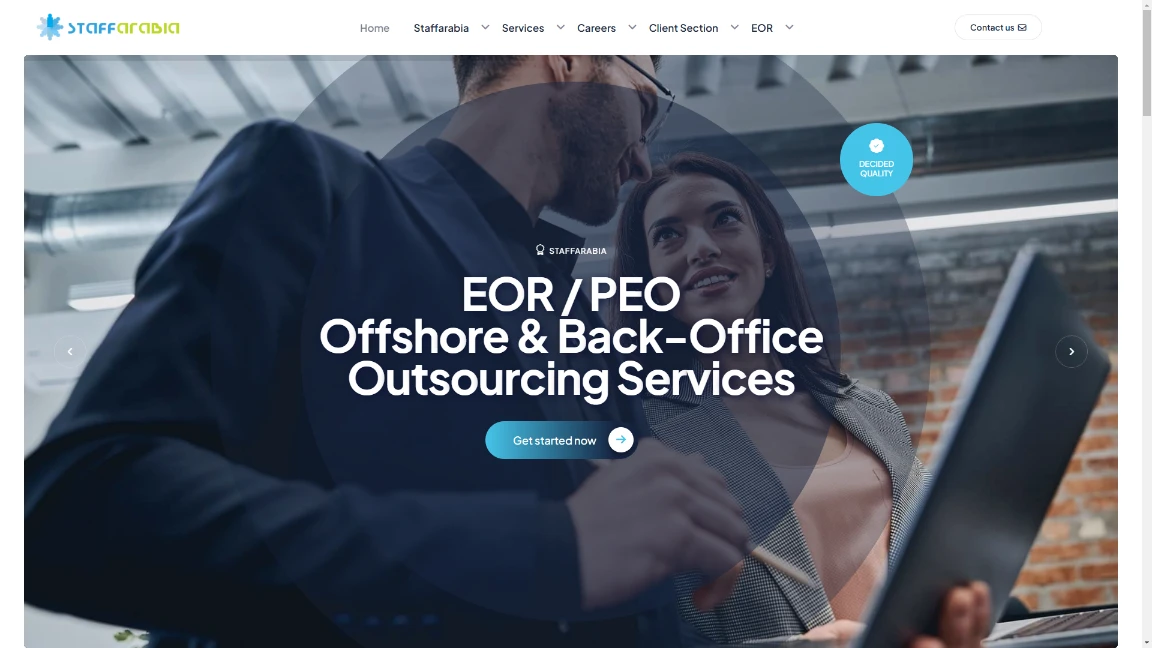 STAFFARABIA
Home Staffarabia Services Careers Client Section EOR
Contact us
DECIDED
QUALITY
STAFFARABIA
EOR / PEO
Offshore & Back-Office
Outsourcing Services
Get started now